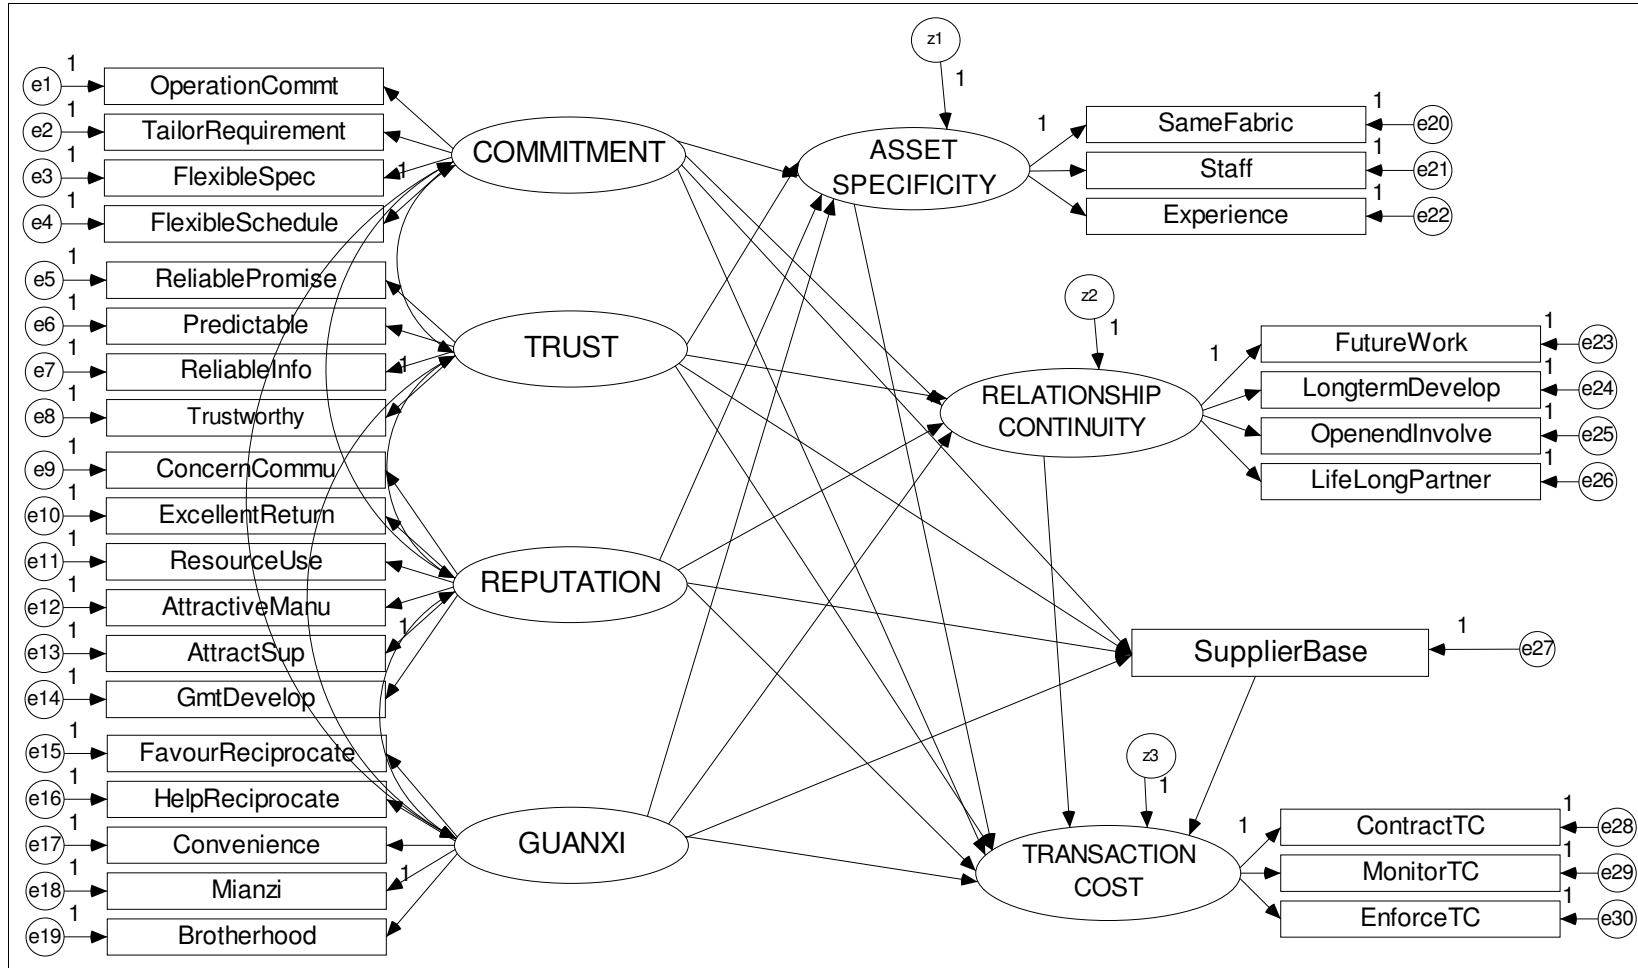 z1
1
1
e1
OperationCommt
1
e2
TailorRequirement
1
e3
FlexibleSpec
1
1
e4
FlexibleSchedule
COMMITMENT
ASSET
SPECIFICITY
1
SameFabric
1
e20
Staff
1
e21
Experience
1
e22
1
e5
ReliablePromise
1
e6
Predictable
1
e7
ReliableInfo
1
1
e8
Trustworthy
TRUST
z2
1
RELATIONSHIP
CONTINUITY
1
FutureWork
1
e23
LongtermDevelop
1
e24
OpenendInvolve
1
e25
LifeLongPartner
1
e26
1
e9
ConcernCommu
1
e10
ExcellentReturn
1
e11
ResourceUse
1
e12
AttractiveManu
1
1
e13
AttractSup
1
e14
GmtDevelop
REPUTATION
SupplierBase
1
e27
1
e15
FavourReciprocate
1
e16
HelpReciprocate
1
e17
Convenience
1
e18
Mianzi
1
1
e19
Brotherhood
GUANXI
z3
1
TRANSACTION
COST
1
ContractTC
1
e28
MonitorTC
1
e29
EnforceTC
1
e30